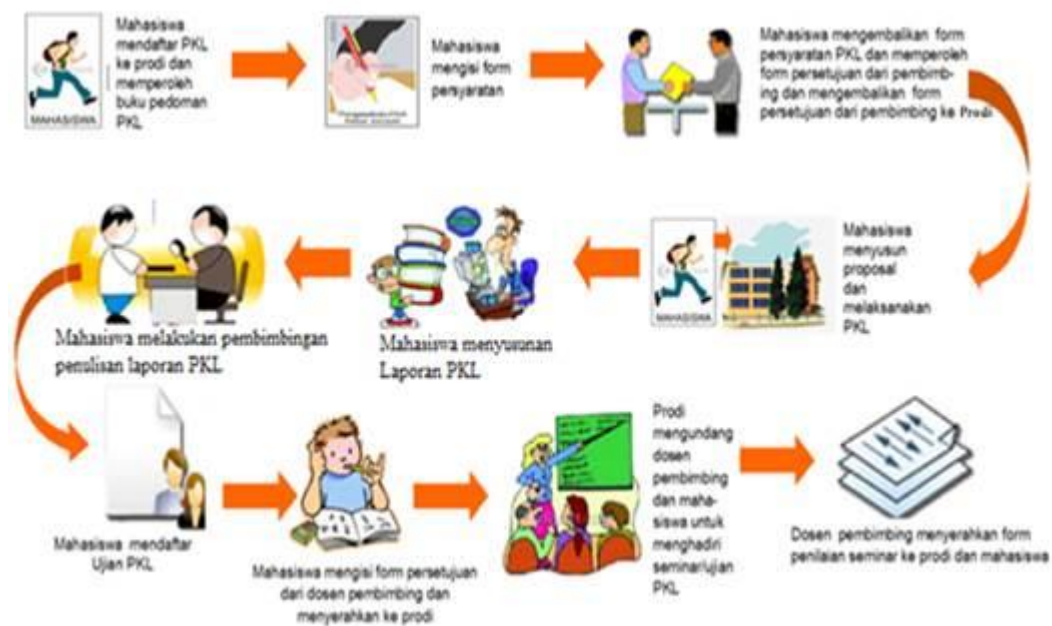 Mahasiswa
mendaftar PKL
ke prodi dan
memperoleh
buku pedoman
PKL
MAHASISWA
Mahasiswa
mengisi form
persyaratan
Mahasiswa mengembalikan form
persyaratan PKL dan memperoleh
form persetujuan dari pembimb-
ing dan mengembalikan form
persetujuan dari pembimbing ke Prodi
Mahasiswa
menyusun
proposal
dan
melaksanakan
PKL
MAHASISWA
Mahasiswa menyusunan
Laporan PKL
Mahasiswa melakukan pembimbingan
penulisan laporan PKL
Mahasiswa mendaftar
Ujian PKL
Mahasiswa mengisi form persetujuan
dari dosen pembimbing dan
menyerahkan ke prodi
Prodi
mengundang
dosen
pembimbing
dan maha-
siswa untuk
menghadiri
seminar/ujian
PKL
Dosen pembimbing menyerahkan form
penilaian seminar ke prodi dan mahasiswa